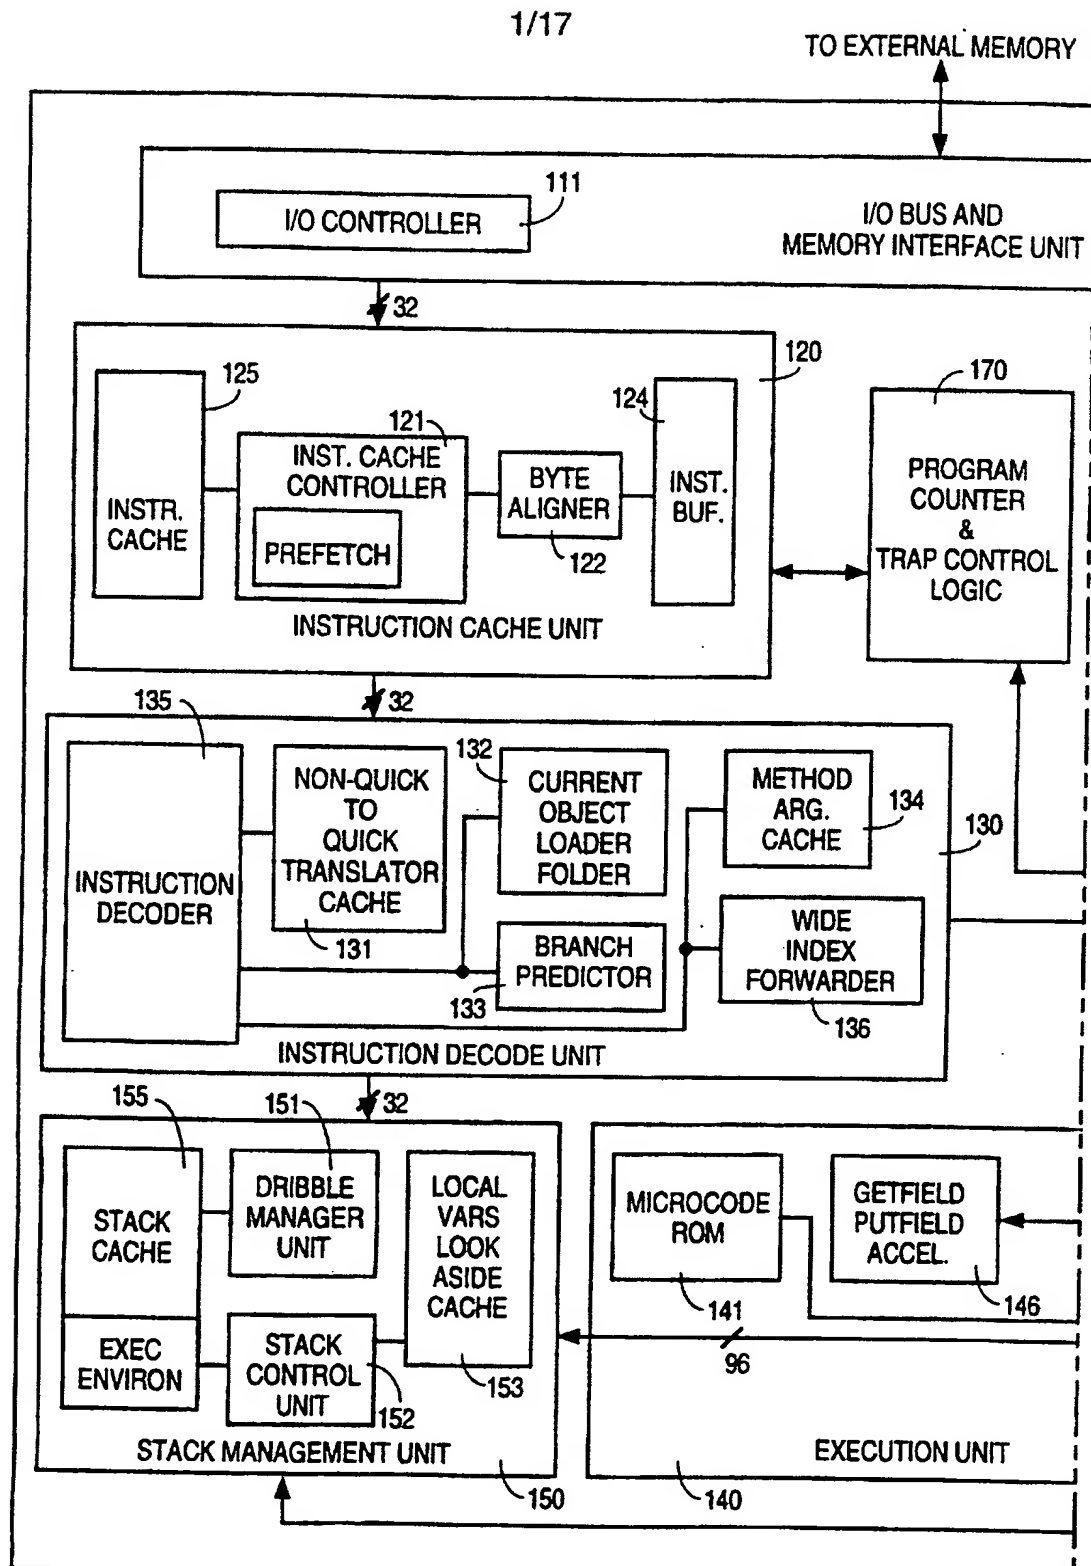 1/17
TO EXTERNAL MEMORY
111
I/O CONTROLLER
I/O BUS AND
MEMORY INTERFACE UNIT
32
120
125
INSTR.
CACHE
121
INST. CACHE
CONTROLLER
PREFETCH
BYTE
ALIGNER
122
124
INST.
BUF.
INSTRUCTION CACHE UNIT
170
PROGRAM
COUNTER
&
TRAP CONTROL
LOGIC
32
135
INSTRUCTION
DECODER
NON-QUICK
TO
QUICK
TRANSLATOR
CACHE
131
132
CURRENT
OBJECT
LOADER
FOLDER
BRANCH
PREDICTOR
133
METHOD
ARG.
CACHE
134
130
WIDE
INDEX
FORWARDER
136
INSTRUCTION DECODE UNIT
32
155
STACK
CACHE
EXEC
ENVIRON
151
DRIBBLE
MANAGER
UNIT
STACK
CONTROL
UNIT
152
LOCAL
VARS
LOOK
ASIDE
CACHE
153
STACK MANAGEMENT UNIT
150
MICROCODE
ROM
141
GETFIELD
PUTFIELD
ACCEL.
146
96
EXECUTION UNIT
140